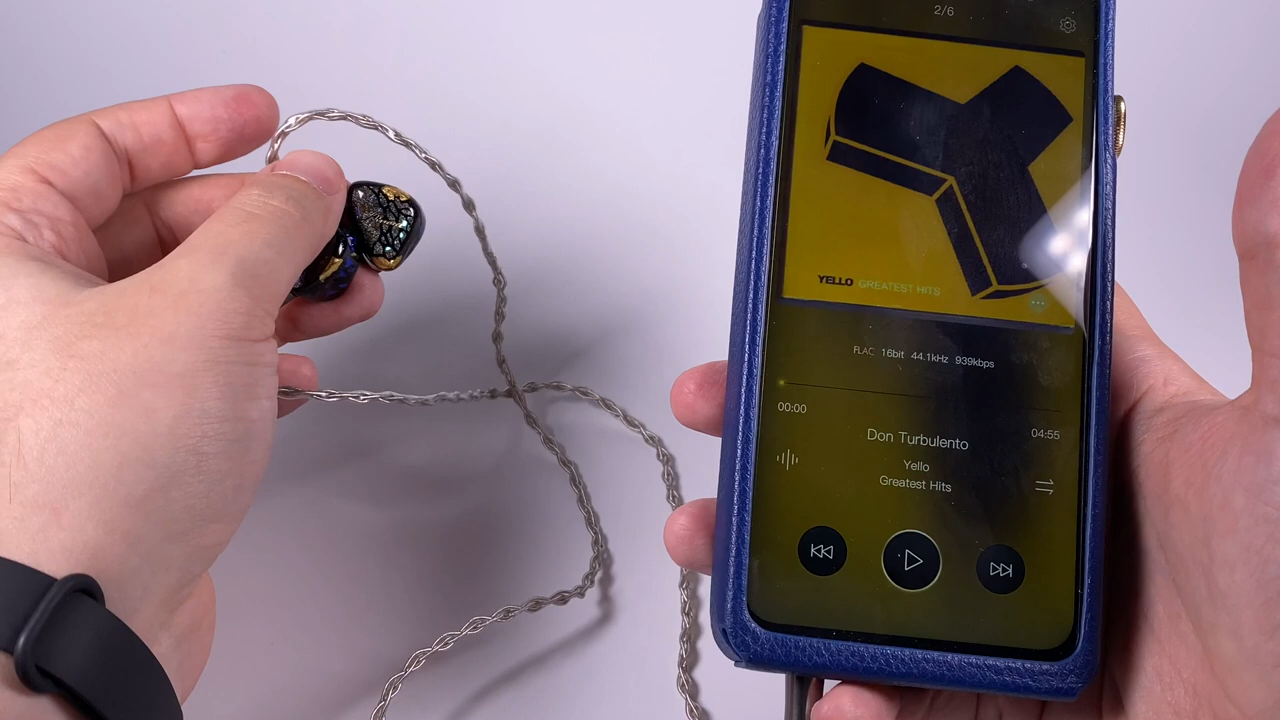 2/6
YELLO GREATEST HITS
FLAC 16bit 44.1kHz 939kbps
00:00
04:55
Don Turbulento
Yello
Greatest Hits